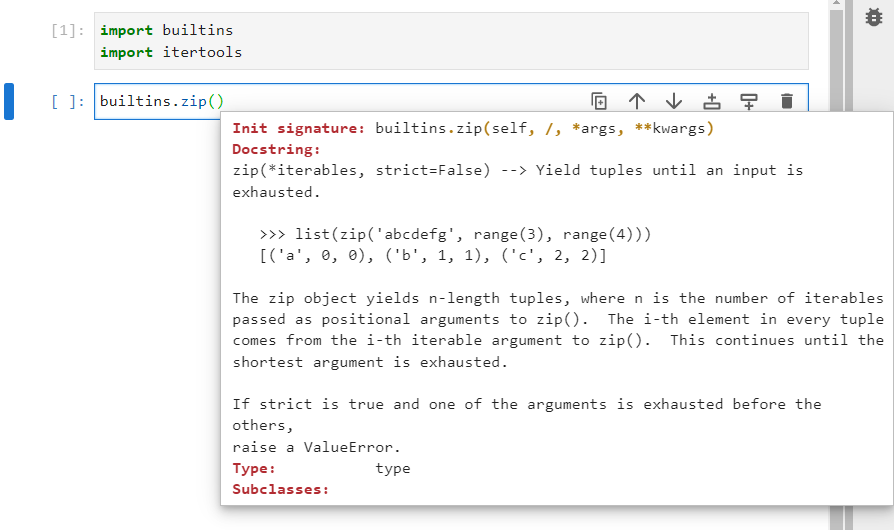 [1]: import builtins
import itertools
[ ]: builtins.zip()
Init signature: builtins.zip(self, /, *args, **kwargs)
Docstring:
zip(*iterables, strict=False) --> Yield tuples until an input is
exhausted.
>>> list(zip('abcdefg', range(3), range(4)))
[('a', 0, 0), ('b', 1, 1), ('c', 2, 2)]
The zip object yields n-length tuples, where n is the number of iterables
passed as positional arguments to zip().  The i-th element in every tuple
comes from the i-th iterable argument to zip().  This continues until the
shortest argument is exhausted.
If strict is true and one of the arguments is exhausted before the
others,
raise a ValueError.
Type:           type
Subclasses: